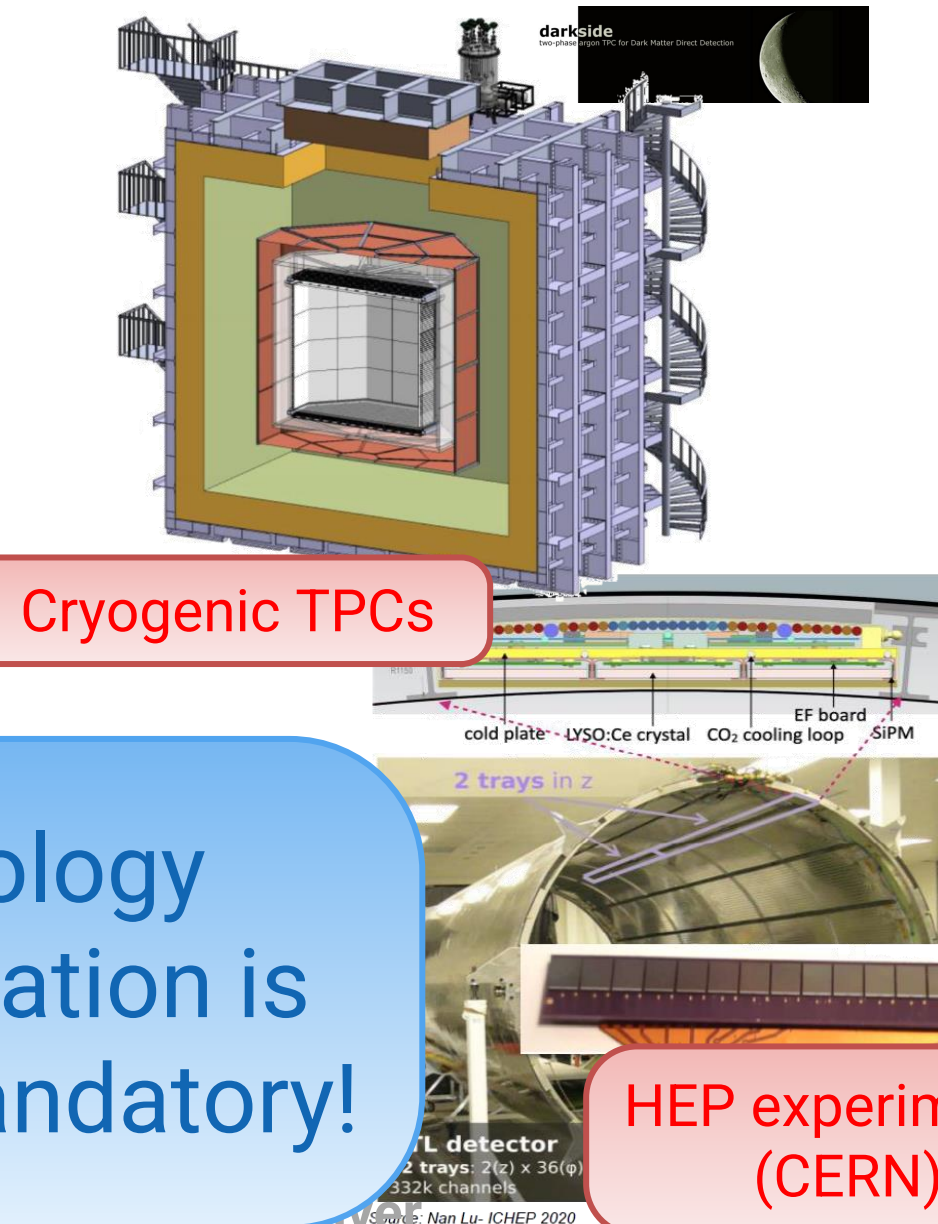 darkside
two-phase argon TPC for Dark Matter Direct Detection
Cryogenic TPCs
R1150
cold plate
LYSO:Ce crystal
CO₂ cooling loop
EF board
SiPM
2 trays in z
ology
ation is
andatory!
TL detector
2 trays: 2(z) x 36(φ)
332k channels
HEP experim
(CERN)
Source: Nan Lu- ICHEP 2020